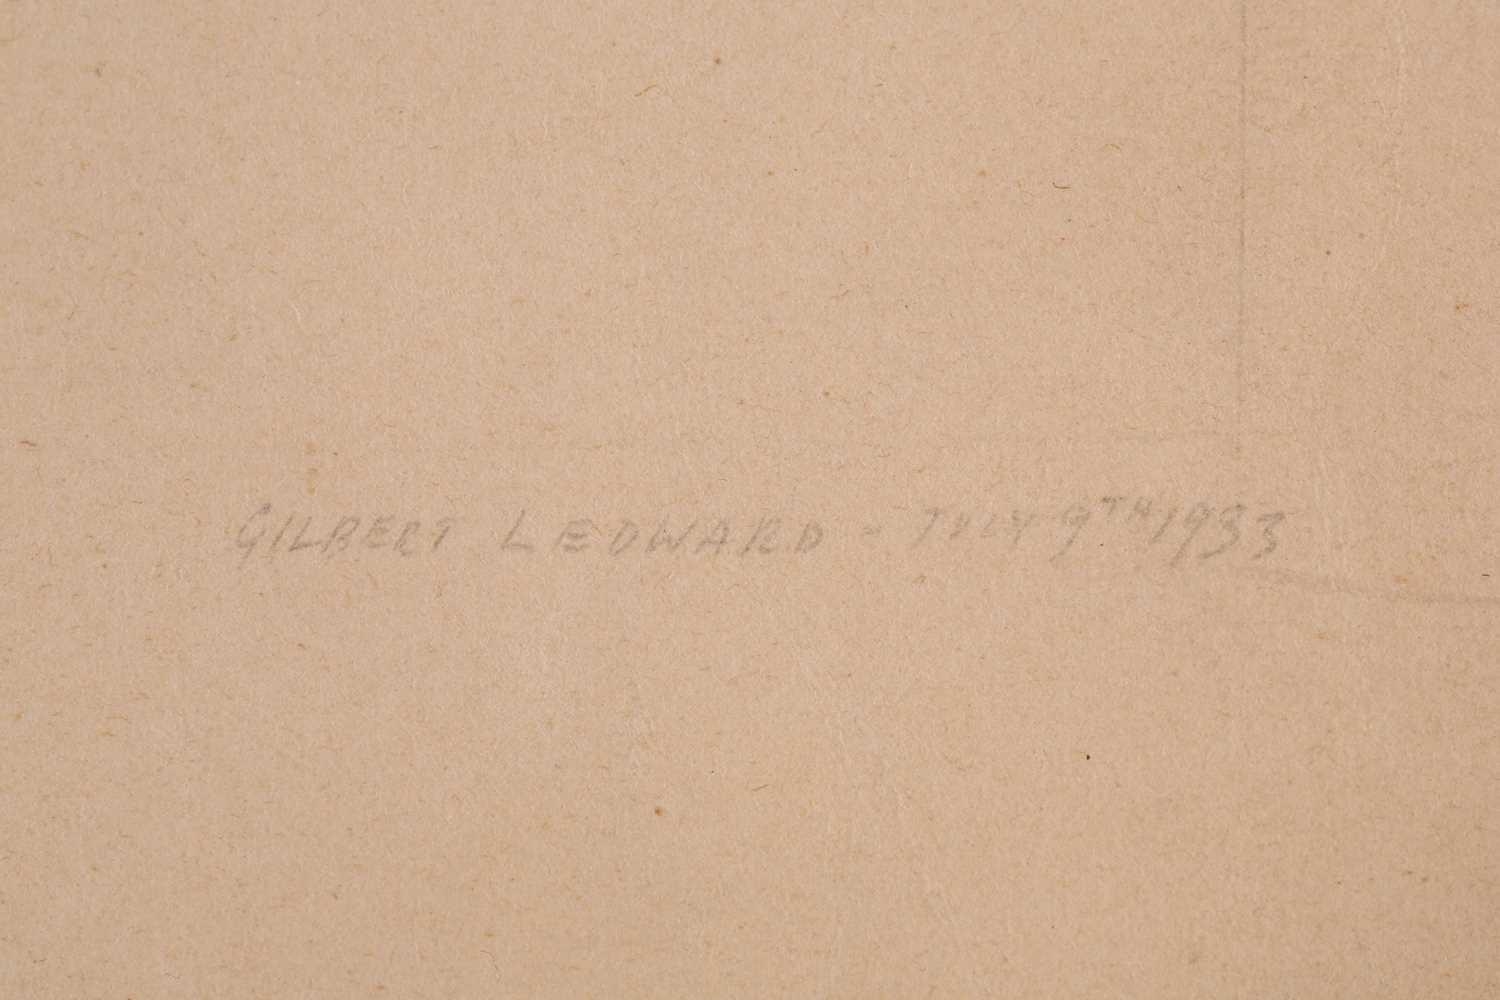 GILBERT LEDWARD - JULY 9TH 1933